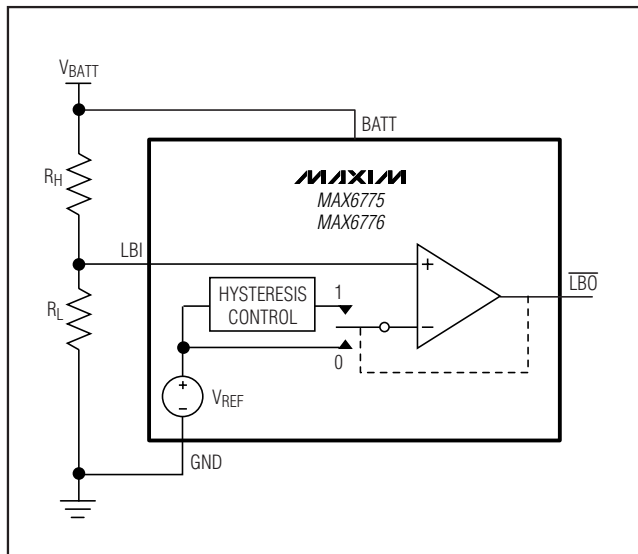 VBATT
BATT
RH
MAXIM
MAX6775
MAX6776
LBI
+
LBO
HYSTERESIS
CONTROL
1
−
RL
0
+
−
VREF
GND